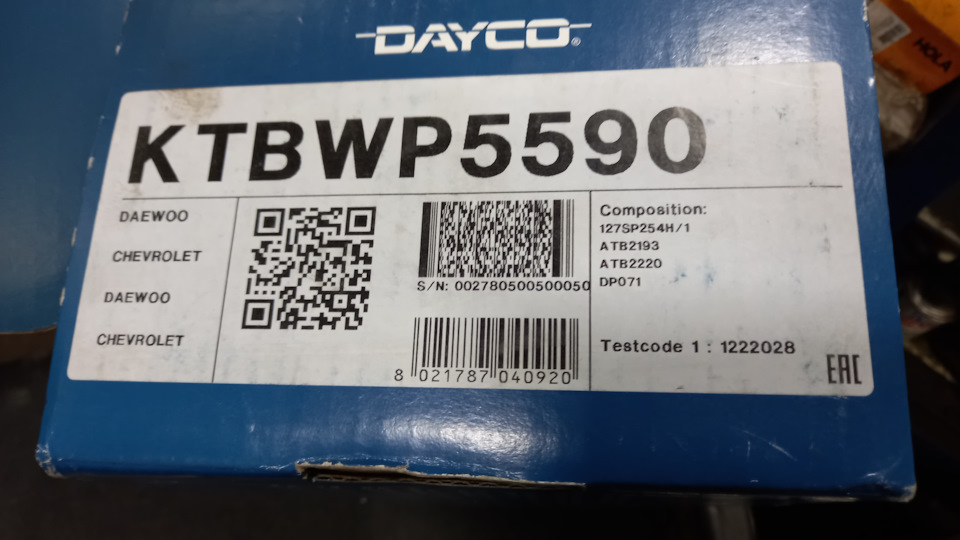 DAYCO®
HOLA
KTBWP5590
DAEWOO
CHEVROLET
DAEWOO
CHEVROLET
S/N: 002780500500050
8 021787 040920
Composition:
127SP254H/1
ATB2193
ATB2220
DP071
Testcode 1 : 1222028
EAC